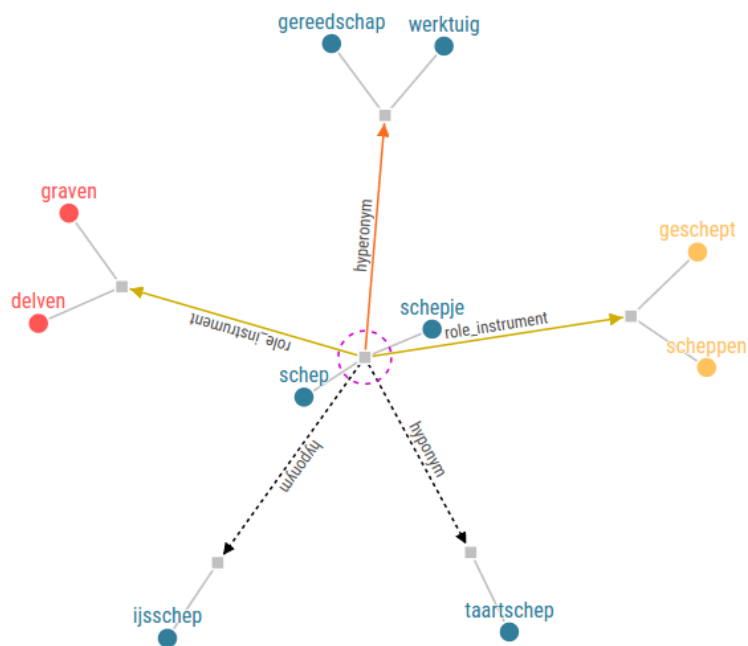 gereedschap
werktuig
graven
hyperonym
geschept
delven
schepje
role_instrument
role_instrument
scheppen
schep
hyponym
hyponym
ijsschep
taartschep